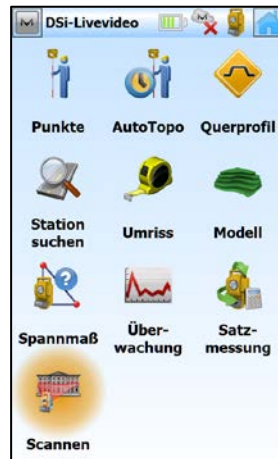 DSi-Livevideo
Punkte AutoTopo Querprofil
Station
suchen
Umriss Modell
Spannmaß
Über-
wachung
Satz-
messung
Scannen